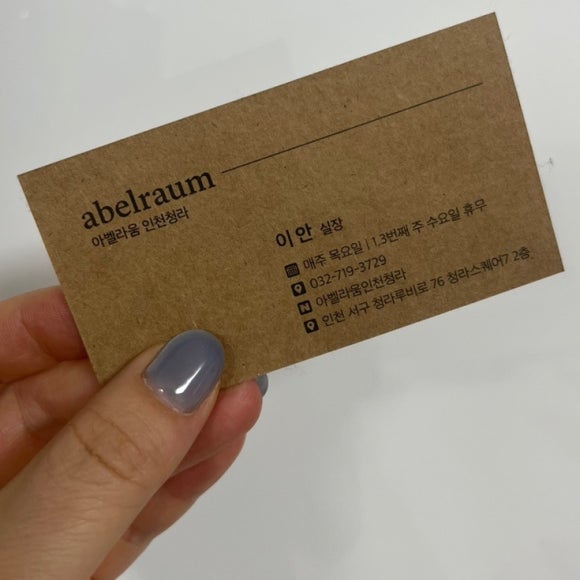 abelraum
아벨라움 인천청라
이안 실장
매주 목요일 | 1,3번째 주 수요일 휴무
032-719-3729
아벨라움인천청라
인천 서구 청라루비로 76 청라스퀘어7 2층